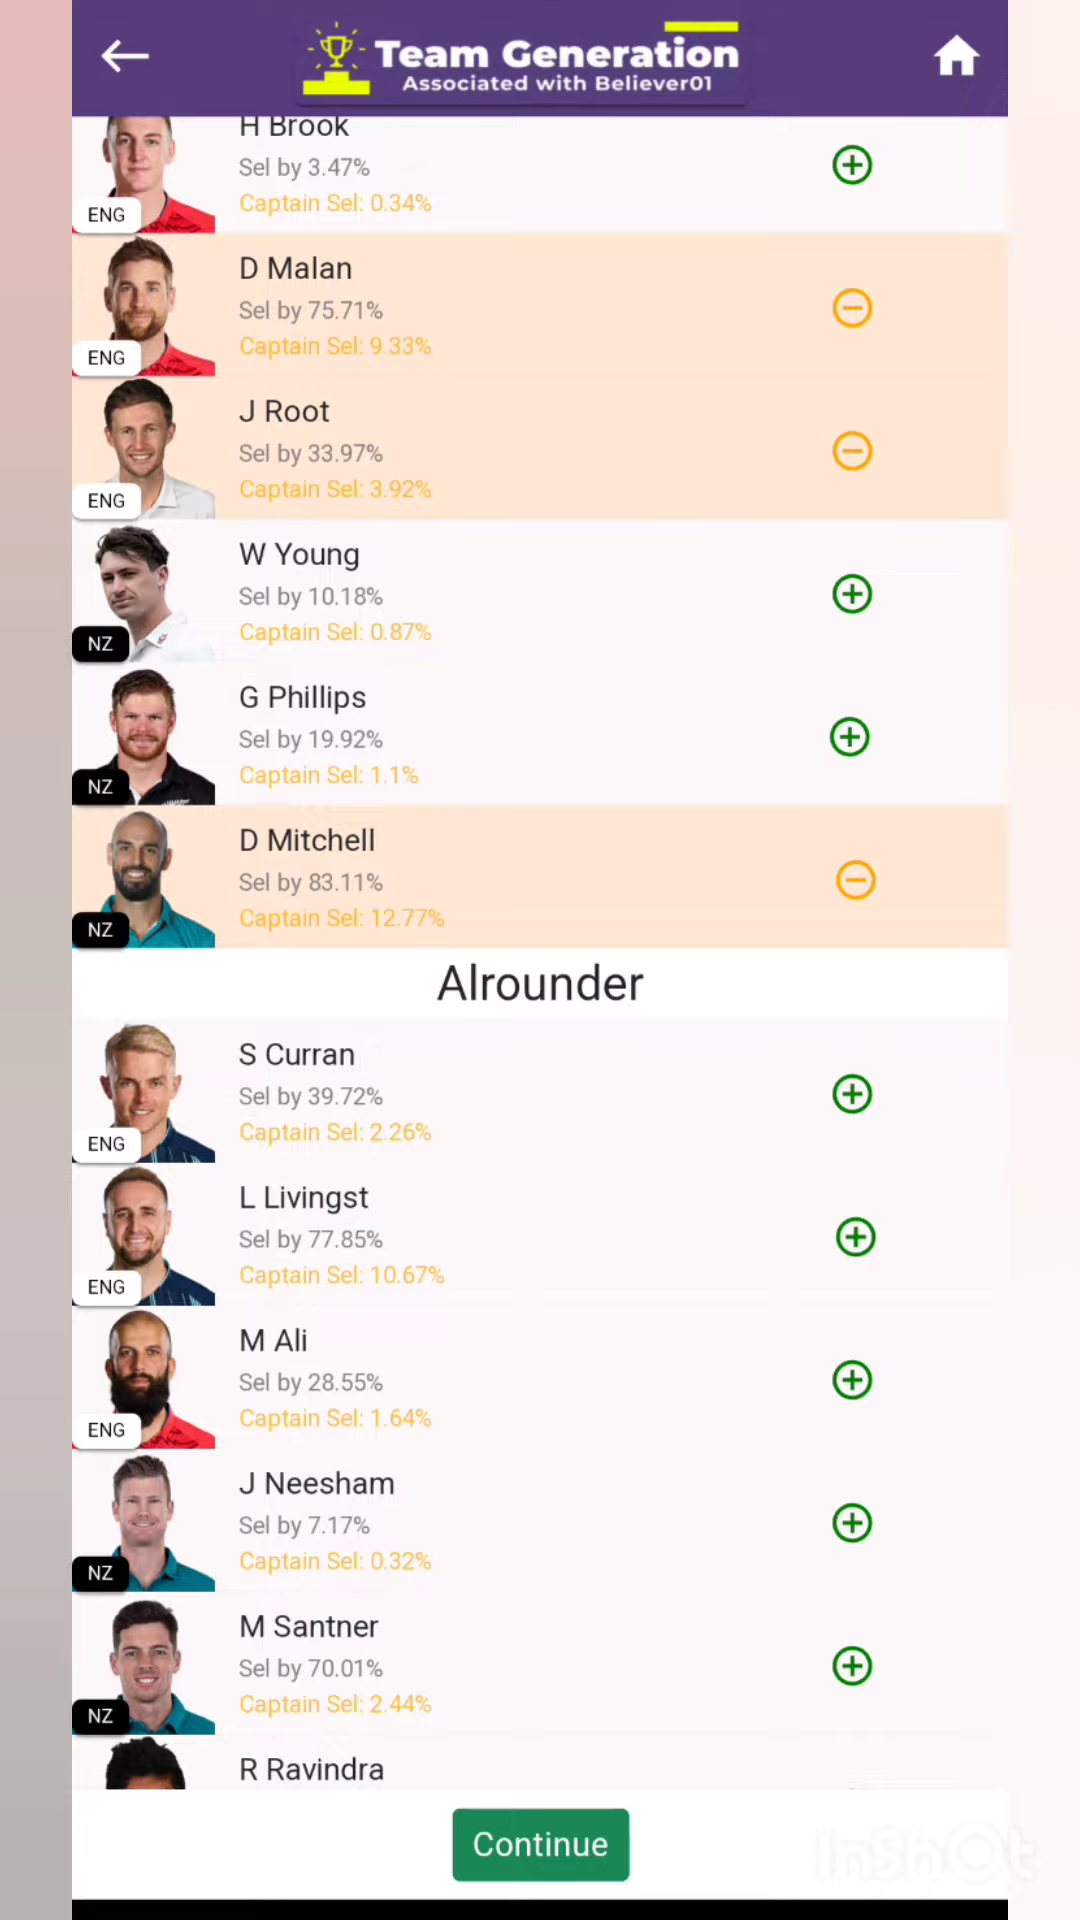 Team Generation
Associated with Believer01
H Brook
Sel by 3.47%
Captain Sel: 0.34%
ENG
D Malan
Sel by 75.71%
Captain Sel: 9.33%
ENG
J Root
Sel by 33.97%
Captain Sel: 3.92%
ENG
W Young
Sel by 10.18%
Captain Sel: 0.87%
NZ
G Phillips
Sel by 19.92%
Captain Sel: 1.1%
NZ
D Mitchell
Sel by 83.11%
Captain Sel: 12.77%
NZ
Alrounder
S Curran
Sel by 39.72%
Captain Sel: 2.26%
ENG
L Livingst
Sel by 77.85%
Captain Sel: 10.67%
ENG
M Ali
Sel by 28.55%
Captain Sel: 1.64%
ENG
J Neesham
Sel by 7.17%
Captain Sel: 0.32%
NZ
M Santner
Sel by 70.01%
Captain Sel: 2.44%
NZ
R Ravindra
Continue
InShOt